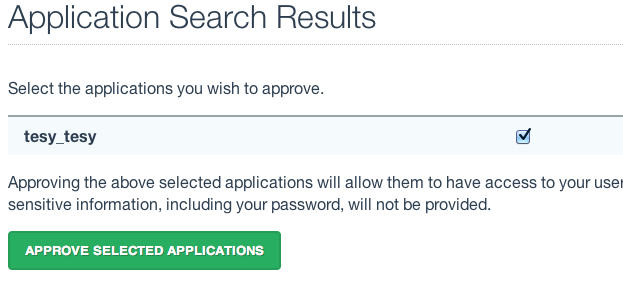 Application Search Results
Select the applications you wish to approve.
tesy_tesy
Approving the above selected applications will allow them to have access to your user
sensitive information, including your password, will not be provided.
APPROVE SELECTED APPLICATIONS